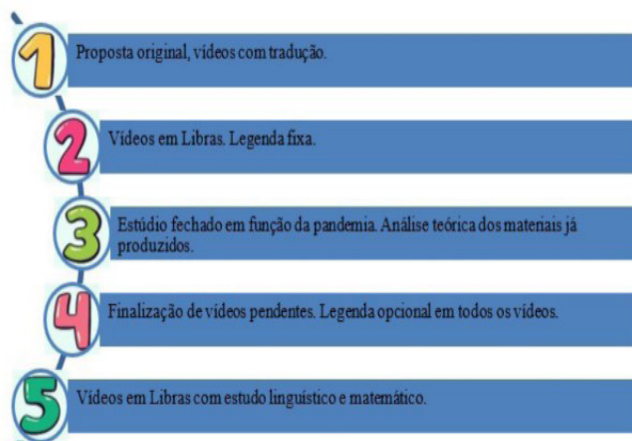 1 Proposta original, vídeos com tradução.
2 Vídeos em Libras. Legenda fixa.
3 Estúdio fechado em função da pandemia. Análise teórica dos materiais já
produzidos.
4 Finalização de vídeos pendentes. Legenda opcional em todos os vídeos.
5 Vídeos em Libras com estudo linguístico e matemático.